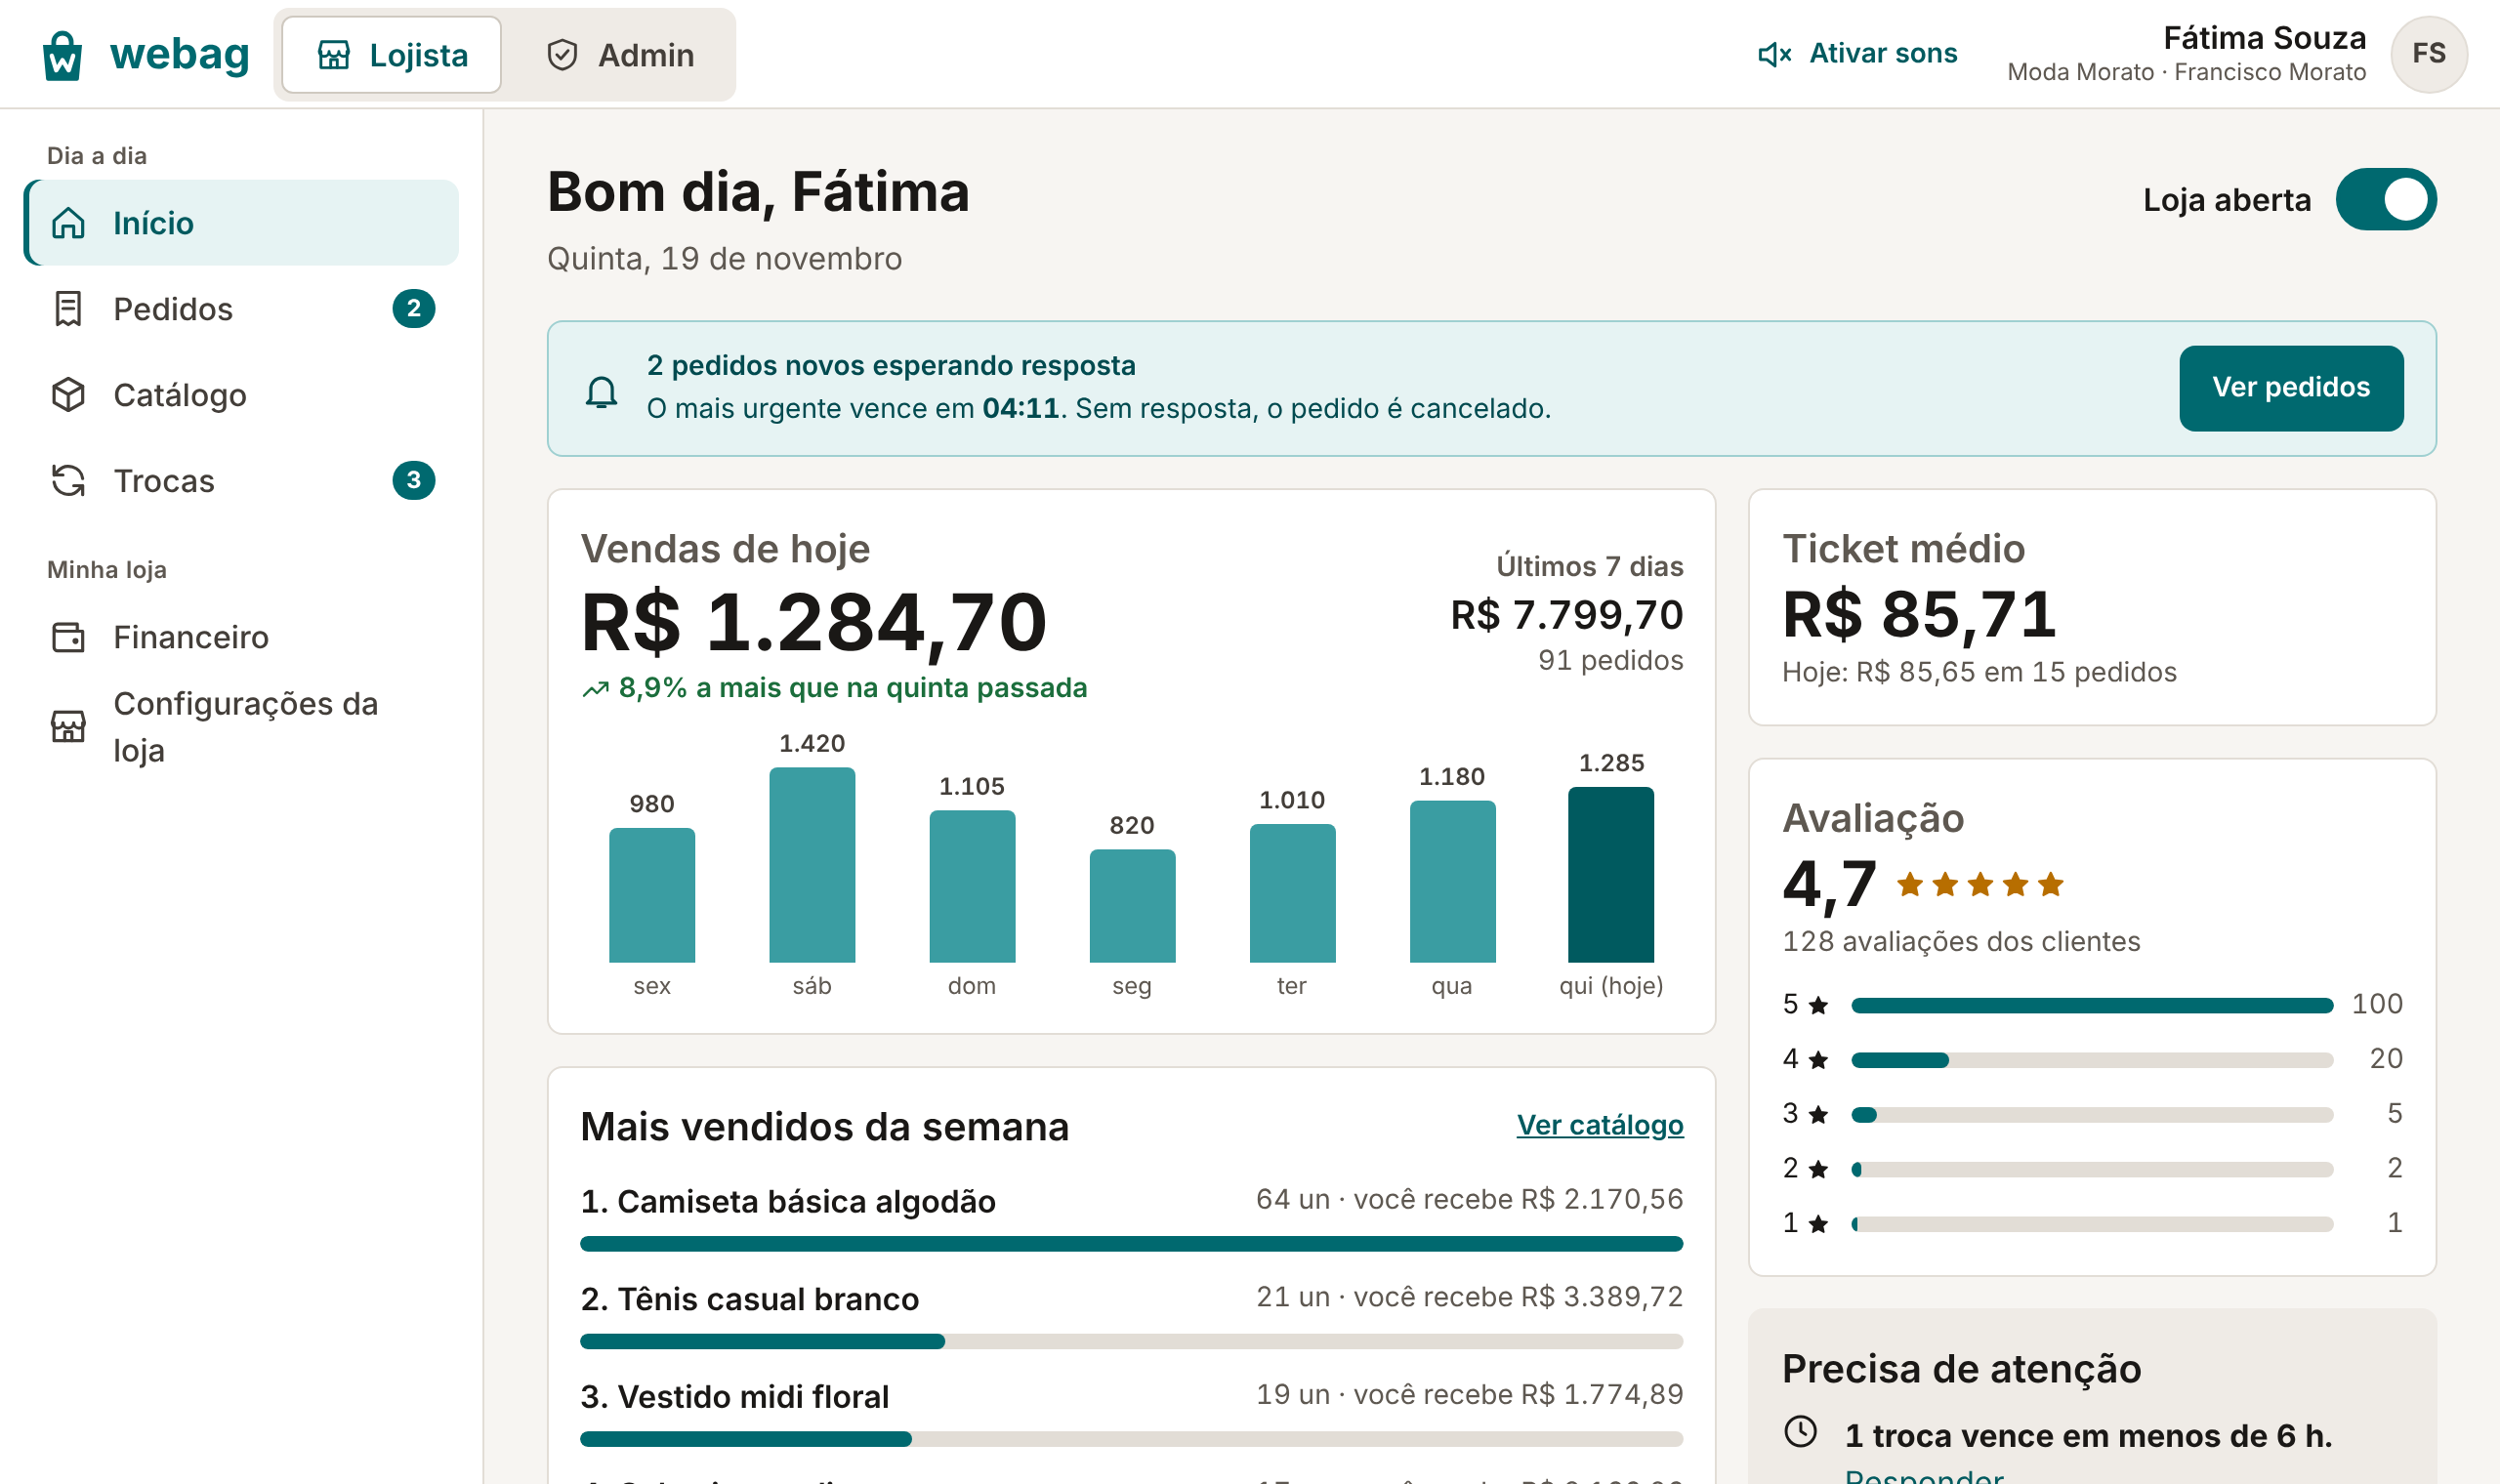 webag
Lojista
Admin
Ativar sons
Fátima Souza
Moda Morato · Francisco Morato
FS
Dia a dia
Início
Pedidos
2
Catálogo
Trocas
3
Minha loja
Financeiro
Configurações da
loja
Bom dia, Fátima
Quinta, 19 de novembro
Loja aberta
2 pedidos novos esperando resposta
O mais urgente vence em 04:11. Sem resposta, o pedido é cancelado.
Ver pedidos
Vendas de hoje
R$ 1.284,70
8,9% a mais que na quinta passada
Últimos 7 dias
R$ 7.799,70
91 pedidos
980
1.420
1.105
820
1.010
1.180
1.285
sex
sáb
dom
seg
ter
qua
qui (hoje)
Ticket médio
R$ 85,71
Hoje: R$ 85,65 em 15 pedidos
Avaliação
4,7
128 avaliações dos clientes
5 ★ 100
4 ★ 20
3 ★ 5
2 ★ 2
1 ★ 1
Mais vendidos da semana
Ver catálogo
1. Camiseta básica algodão
64 un · você recebe R$ 2.170,56
2. Tênis casual branco
21 un · você recebe R$ 3.389,72
3. Vestido midi floral
19 un · você recebe R$ 1.774,89
Precisa de atenção
1 troca vence em menos de 6 h.
Responder